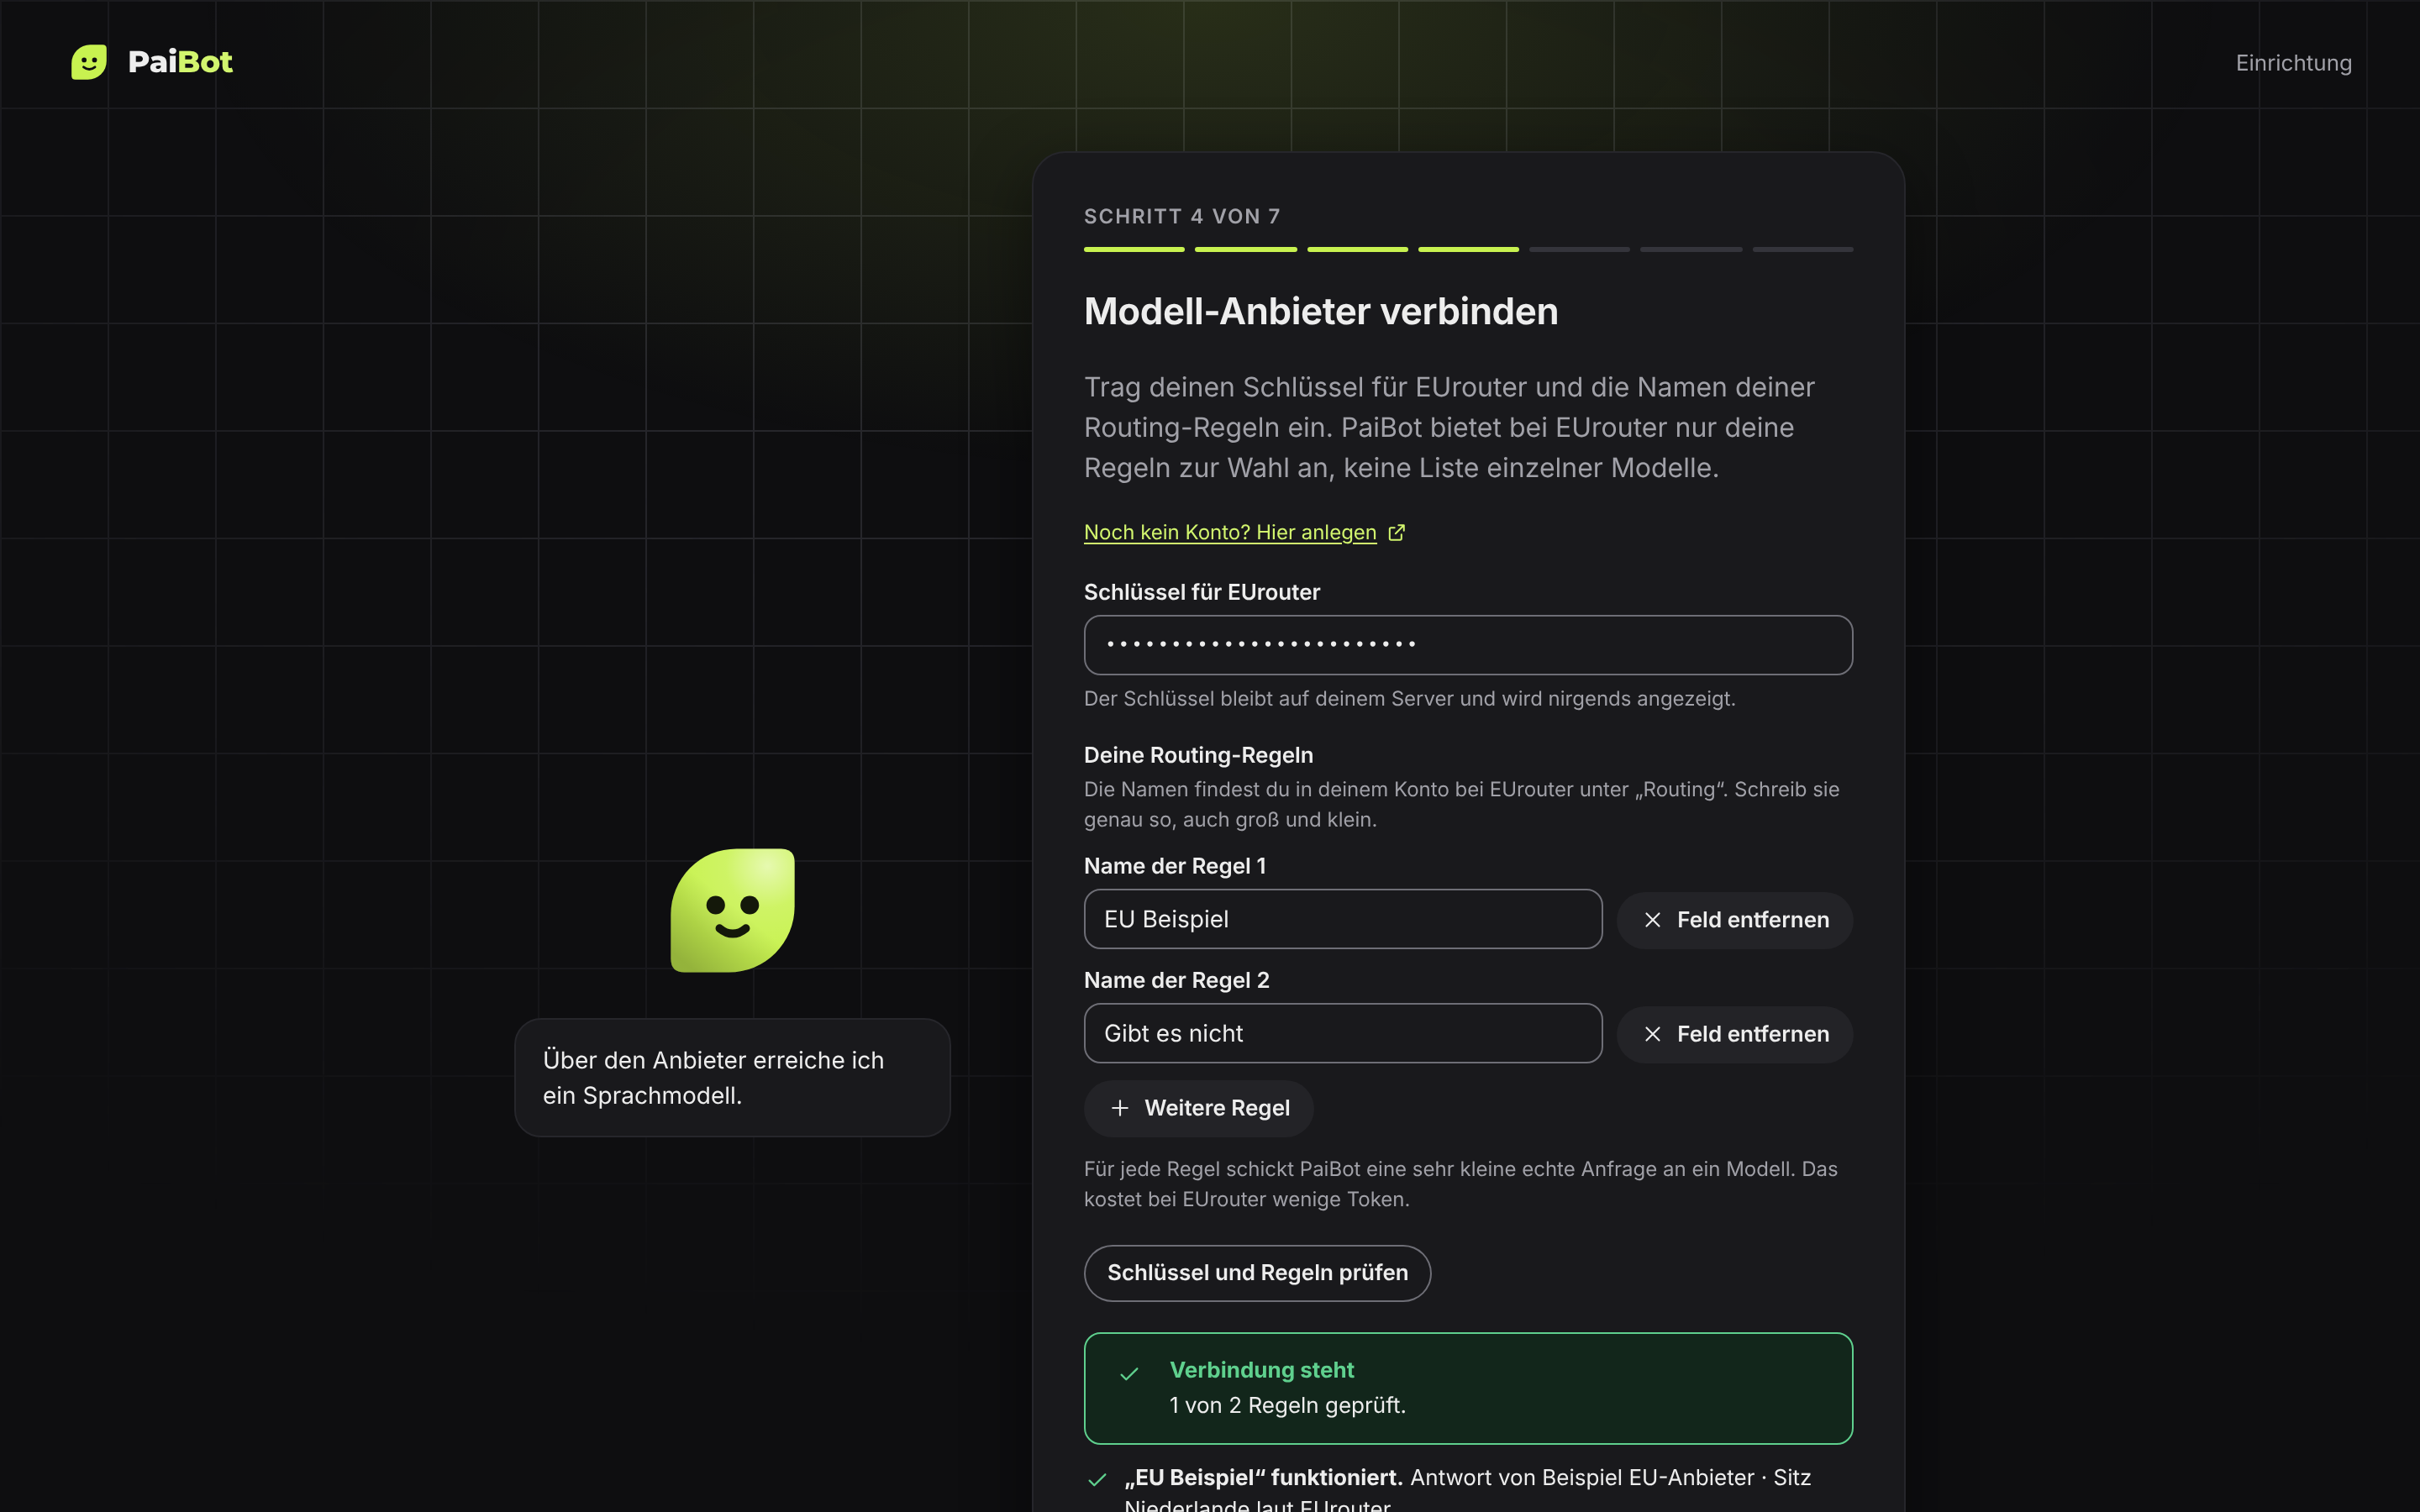 PaiBot
Einrichtung
SCHRITT 4 VON 7
Modell-Anbieter verbinden
Trag deinen Schlüssel für EUrouter und die Namen deiner
Routing-Regeln ein. PaiBot bietet bei EUrouter nur deine
Regeln zur Wahl an, keine Liste einzelner Modelle.
Noch kein Konto? Hier anlegen
Schlüssel für EUrouter
••••••••••••••••••••••••
Der Schlüssel bleibt auf deinem Server und wird nirgends angezeigt.
Deine Routing-Regeln
Die Namen findest du in deinem Konto bei EUrouter unter „Routing“. Schreib sie
genau so, auch groß und klein.
Name der Regel 1
EU Beispiel
Feld entfernen
Name der Regel 2
Gibt es nicht
Feld entfernen
Weitere Regel
Für jede Regel schickt PaiBot eine sehr kleine echte Anfrage an ein Modell. Das
kostet bei EUrouter wenige Token.
Schlüssel und Regeln prüfen
Verbindung steht
1 von 2 Regeln geprüft.
„EU Beispiel“ funktioniert. Antwort von Beispiel EU-Anbieter · Sitz
Niederlande laut EUrouter
Über den Anbieter erreiche ich
ein Sprachmodell.